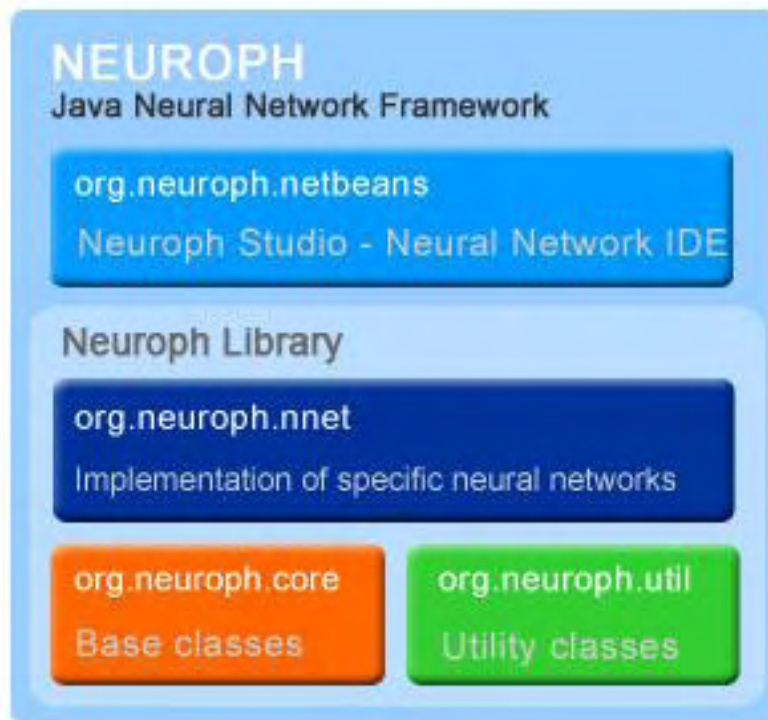 NEUROPH
Java Neural Network Framework
org.neuroph.netbeans
Neuroph Studio - Neural Network IDE
Neuroph Library
org.neuroph.nnet
Implementation of specific neural networks
org.neuroph.core
Base classes
org.neuroph.util
Utility classes